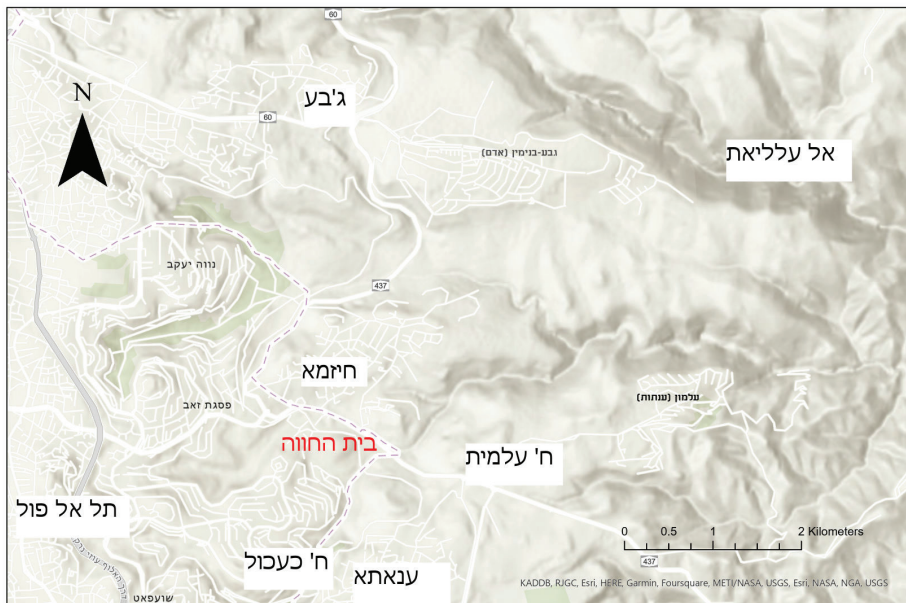 60
ג'בע
N
60
גבע-בנימין (אדם)
אל עלליאת
נווה יעקב
437
חיזמא
עלמון (ענתות)
פסגת זאב
בית החווה
ח' עלמית
תל אל פול
0 0.5 1 2 Kilometers
ח' כעכול
437
ענאתא
KADDB, RJGC, Esri, HERE, Garmin, Foursquare, METI/NASA, USGS, Esri, NASA, NGA, USGS
שועפאט